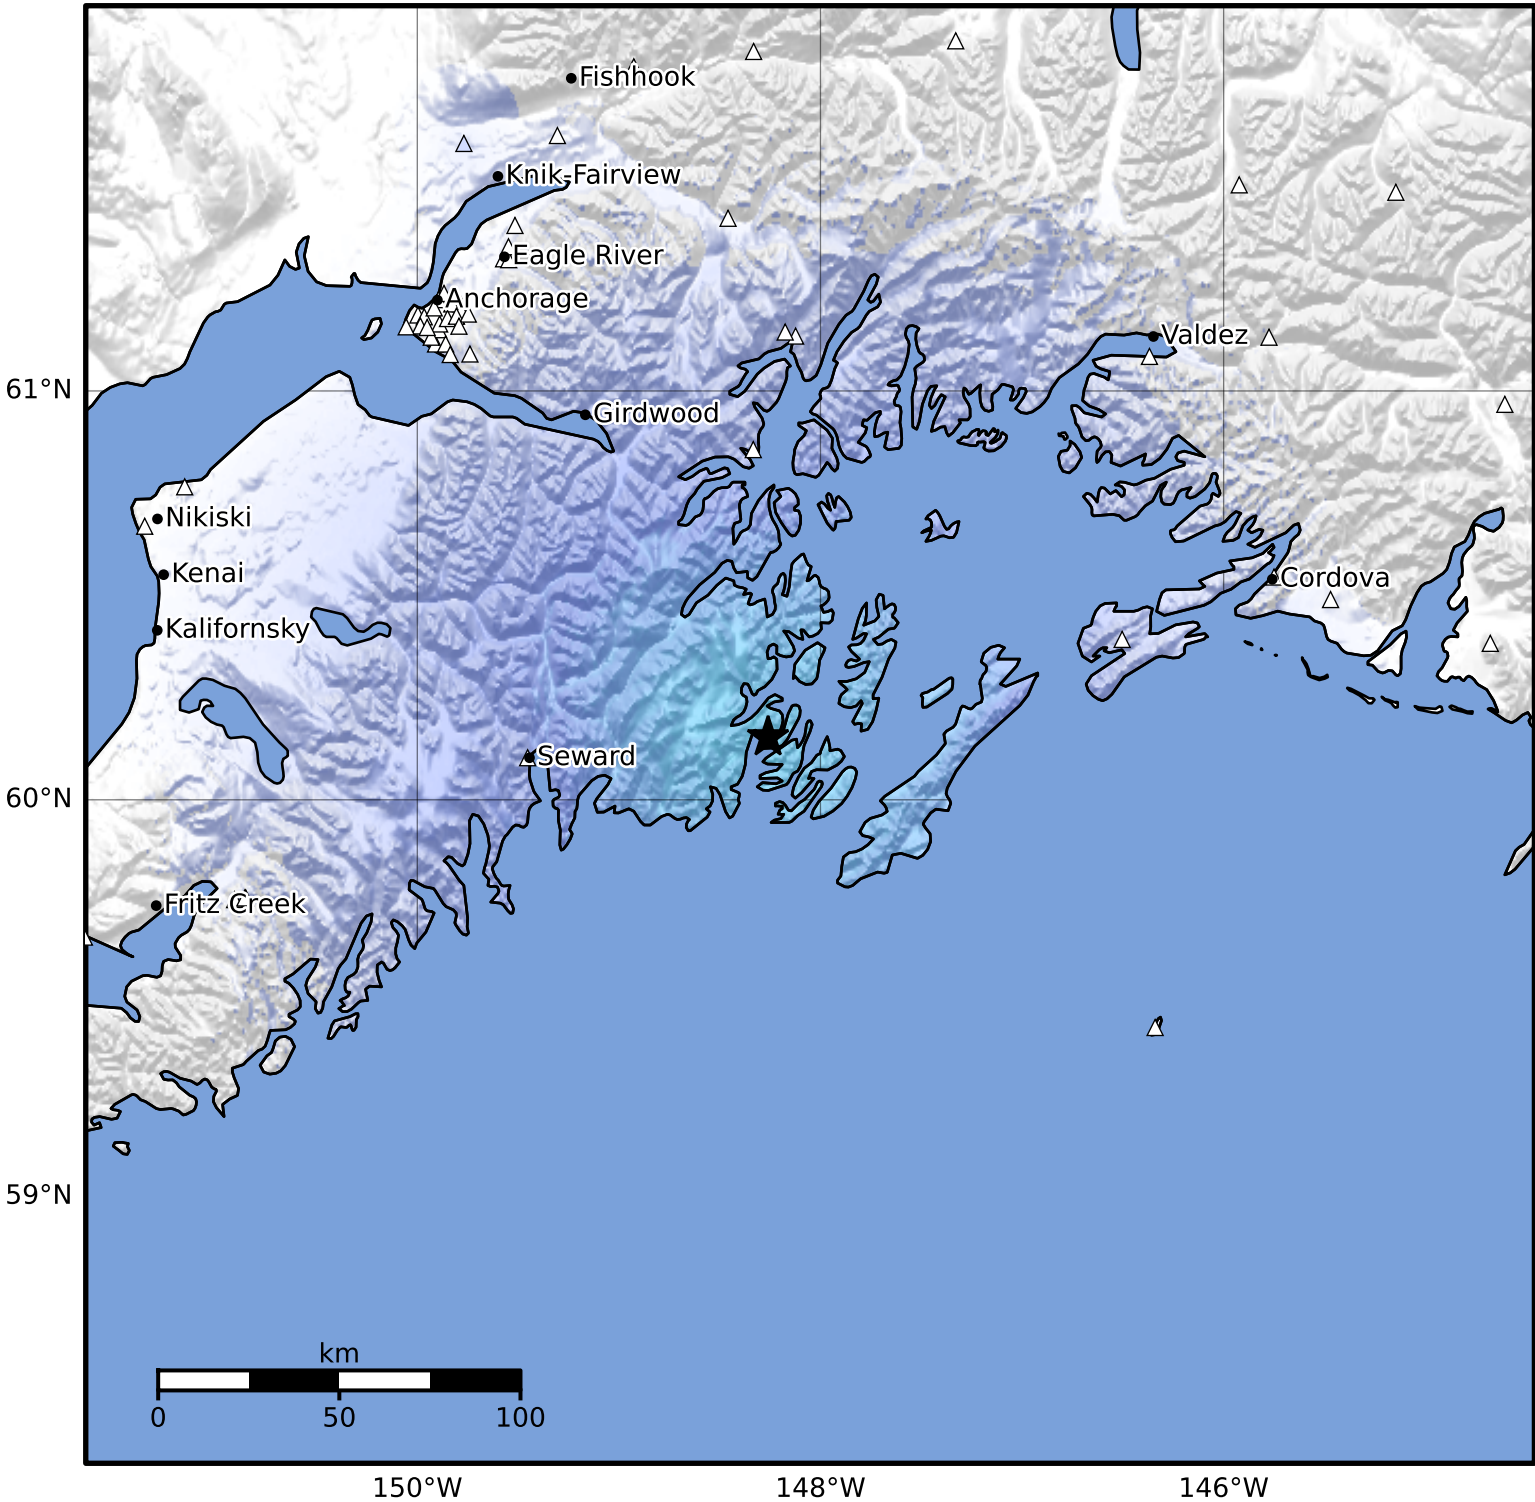 Fishhook
Knik-Fairview
Eagle River
Anchorage
Valdez
61°N
Girdwood
Nikiski
Kenai
Cordova
Kalifornsky
Seward
60°N
Fritz Creek
59°N
km
0 50 100
150°W 148°W 146°W